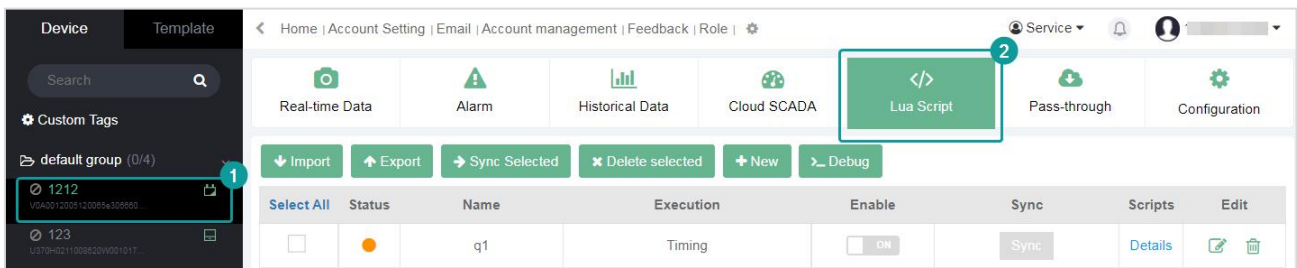 Device Template
Home | Account Setting | Email | Account management | Feedback | Role |
Service
2
Search
Real-time Data Alarm Historical Data Cloud SCADA Lua Script Pass-through Configuration
Custom Tags
default group (0/4)
Import Export Sync Selected Delete selected New Debug
1
1212
Select All Status Name Execution Enable Sync Scripts Edit
123
q1 Timing ON Sync Details